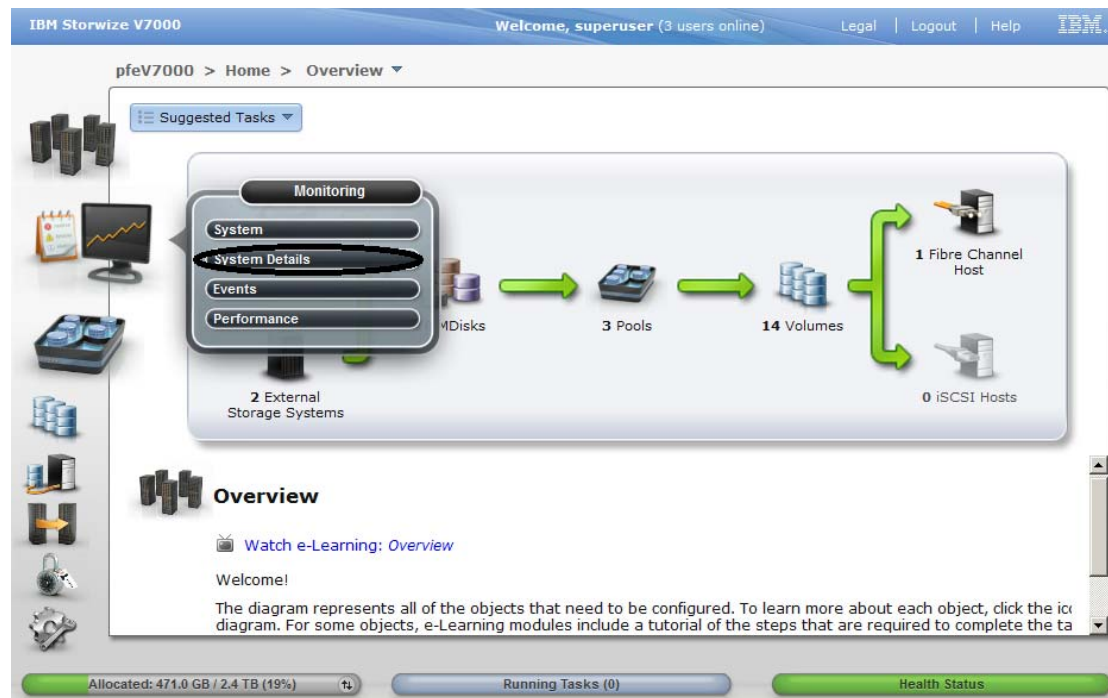 IBM Storwize V7000
Welcome, superuser (3 users online)
Legal | Logout | Help
IBM.
pfeV7000 > Home > Overview
Suggested Tasks
Monitoring
System
System Details
Events
Performance
MDisks
3 Pools
14 Volumes
1 Fibre Channel
Host
2 External
Storage Systems
0 iSCSI Hosts
Overview
Watch e-Learning: Overview
Welcome!
The diagram represents all of the objects that need to be configured. To learn more about each object, click the
diagram. For some objects, e-Learning modules include a tutorial of the steps that are required to complete the
Allocated: 471.0 GB / 2.4 TB (19%)
Running Tasks (0)
Health Status